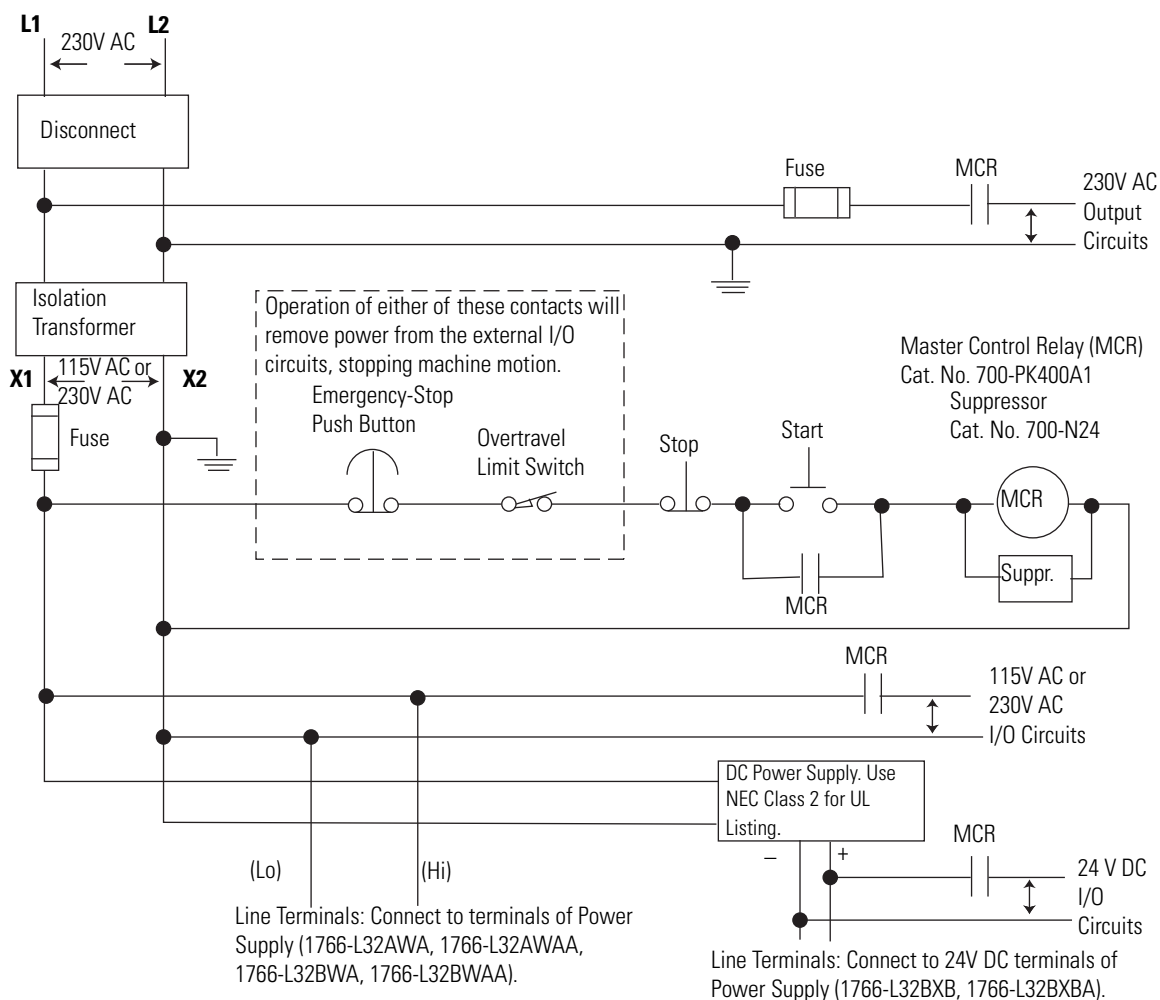 L1
L2
230V AC
Disconnect
Fuse
MCR
230V AC
Output
Circuits
Isolation
Transformer
Operation of either of these contacts will
remove power from the external I/O
circuits, stopping machine motion.
X1
115V AC or
230V AC
X2
Fuse
Emergency-Stop
Push Button
Overtravel
Limit Switch
Stop
Start
Master Control Relay (MCR)
Cat. No. 700-PK400A1
Suppressor
Cat. No. 700-N24
MCR
Suppr.
MCR
MCR
115V AC or
230V AC
I/O Circuits
DC Power Supply. Use
NEC Class 2 for UL
Listing.
MCR
– +
24 V DC
I/O
Circuits
(Lo)
(Hi)
Line Terminals: Connect to terminals of Power
Supply (1766-L32AWA, 1766-L32AWAA,
1766-L32BWA, 1766-L32BWAA).
Line Terminals: Connect to 24V DC terminals of
Power Supply (1766-L32BXB, 1766-L32BXBA).